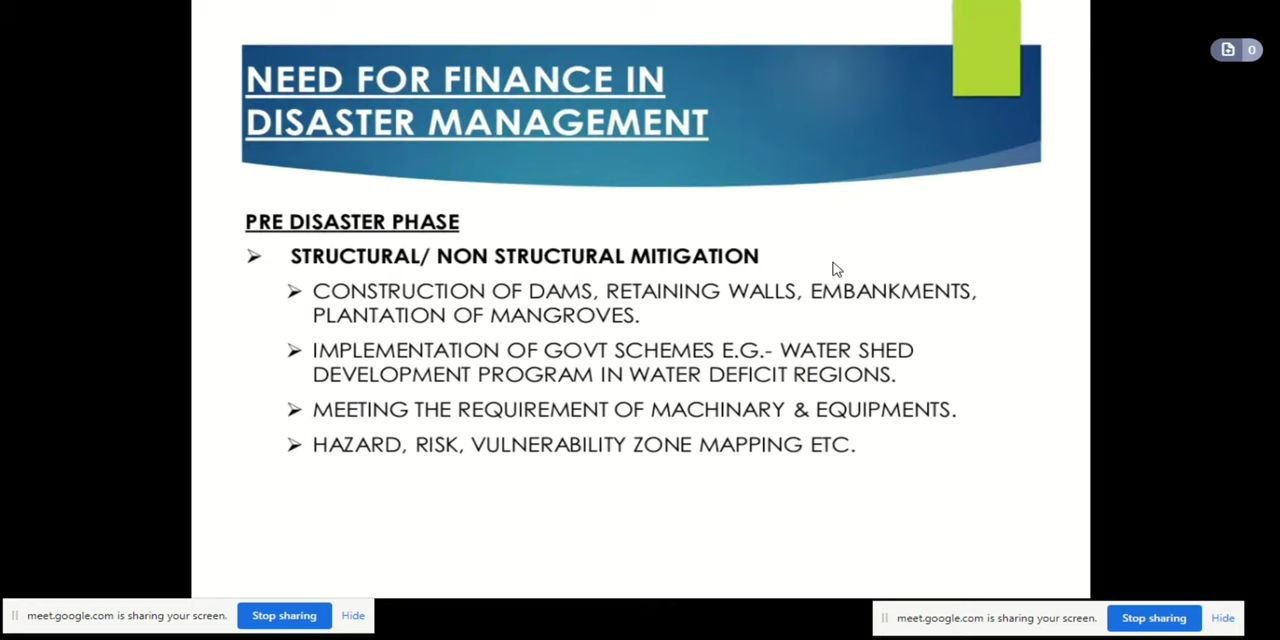 NEED FOR FINANCE IN
DISASTER MANAGEMENT
0
PRE DISASTER PHASE
STRUCTURAL/ NON STRUCTURAL MITIGATION
CONSTRUCTION OF DAMS, RETAINING WALLS, EMBANKMENTS,
PLANTATION OF MANGROVES.
IMPLEMENTATION OF GOVT SCHEMES E.G.- WATER SHED
DEVELOPMENT PROGRAM IN WATER DEFICIT REGIONS.
MEETING THE REQUIREMENT OF MACHINARY & EQUIPMENTS.
HAZARD, RISK, VULNERABILITY ZONE MAPPING ETC.
meet.google.com is sharing your screen. Stop sharing Hide
meet.google.com is sharing your screen. Stop sharing Hide